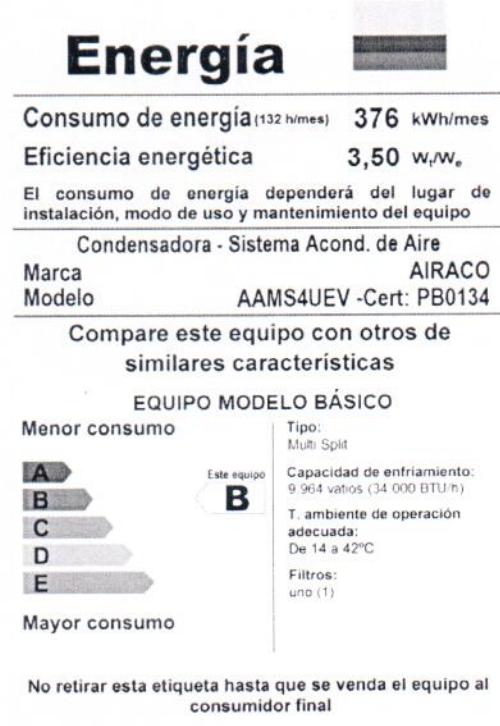 Energía
Consumo de energía (132 h/mes) 376 kWh/mes
Eficiencia energética 3,50 Wt/We
El consumo de energía dependerá del lugar de
instalación, modo de uso y mantenimiento del equipo
Condensadora - Sistema Acond. de Aire
Marca AIRACO
Modelo AAMS4UEV -Cert: PB0134
Compare este equipo con otros de
similares características
EQUIPO MODELO BÁSICO
Menor consumo
A
B
C
D
E
Mayor consumo
Este equipo
B
Tipo:
Multi Split
Capacidad de enfriamiento:
9 964 vatios (34 000 BTU/h)
T. ambiente de operación
adecuada:
De 14 a 42ºC
Filtros:
uno (1)
No retirar esta etiqueta hasta que se venda el equipo al
consumidor final